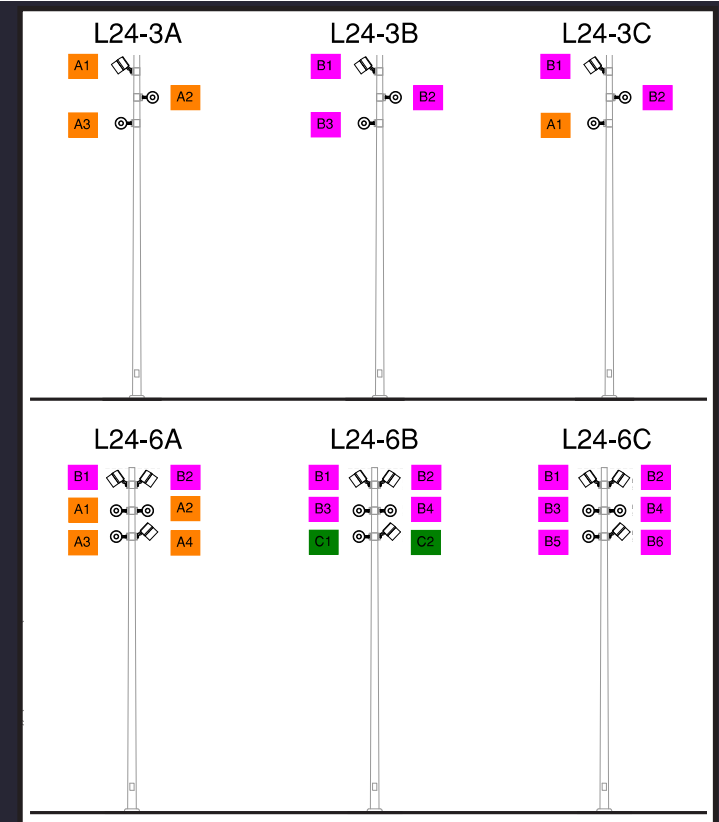 L24-3A L24-3B L24-3C
A1 B1 B1
A2 B2 B2
A3 B3 A1
L24-6A L24-6B L24-6C
B1 B2 B1 B2 B1 B2
A1 A2 B3 B4 B3 B4
A3 A4 C1 C2 B5 B6